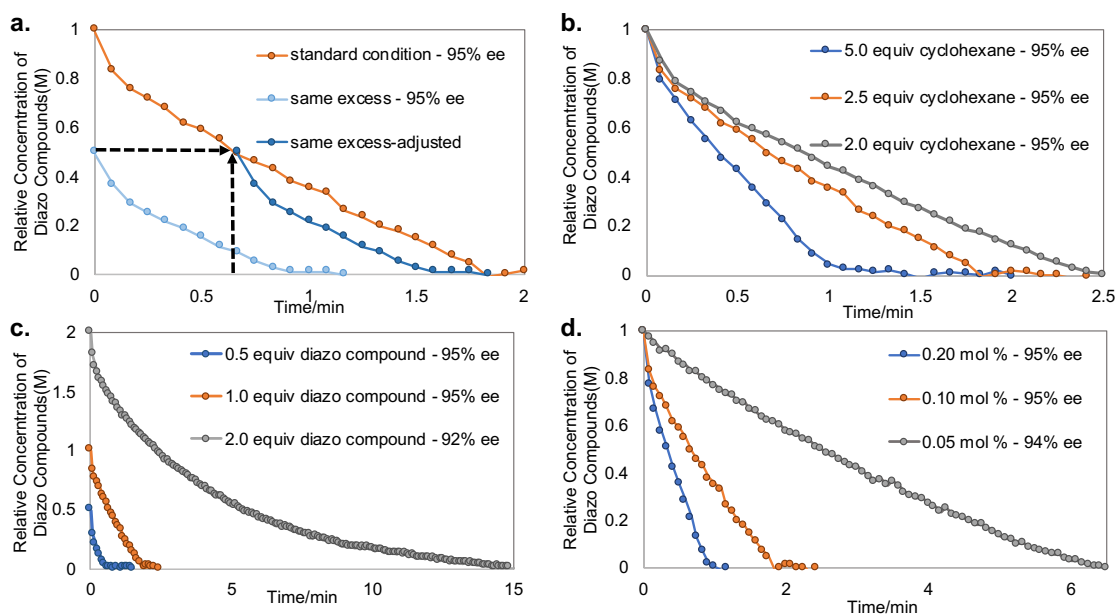 a.
Relative Concentration of
Diazo Compounds(M)
1
0.8
0.6
0.4
0.2
0
0
0.5
1
1.5
2
Time/min
standard condition - 95% ee
same excess - 95% ee
same excess-adjusted
b.
Relative Concentration of
Diazo Compounds(M)
1
0.8
0.6
0.4
0.2
0
0
0.5
1
1.5
2
2.5
Time/min
5.0 equiv cyclohexane - 95% ee
2.5 equiv cyclohexane - 95% ee
2.0 equiv cyclohexane - 95% ee
c.
Relative Concentration of
Diazo Compounds(M)
2
1.5
1
0.5
0
0
5
10
15
Time/min
0.5 equiv diazo compound - 95% ee
1.0 equiv diazo compound - 95% ee
2.0 equiv diazo compound - 92% ee
d.
Relative Concentration of
Diazo Compounds(M)
1
0.8
0.6
0.4
0.2
0
0
2
4
6
Time/min
0.20 mol % - 95% ee
0.10 mol % - 95% ee
0.05 mol % - 94% ee